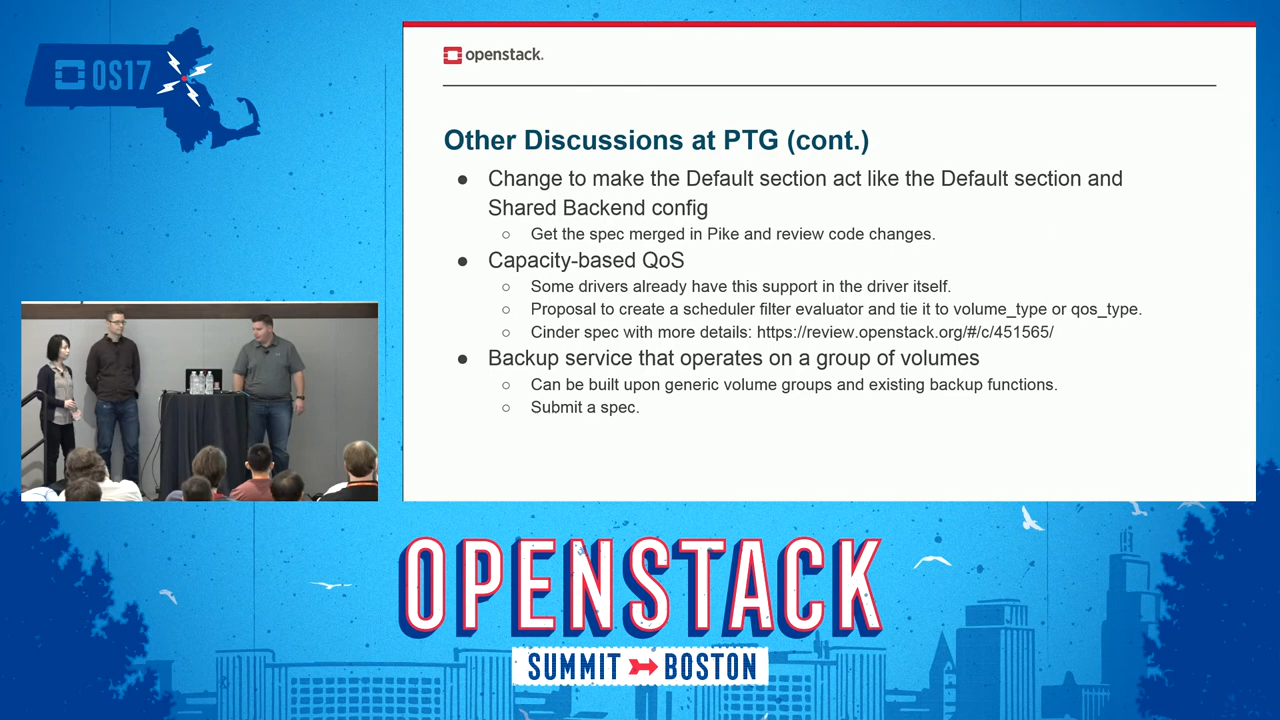 OS17
openstack.
Other Discussions at PTG (cont.)
● Change to make the Default section act like the Default section and
Shared Backend config
○ Get the spec merged in Pike and review code changes.
● Capacity-based QoS
○ Some drivers already have this support in the driver itself.
○ Proposal to create a scheduler filter evaluator and tie it to volume_type or qos_type.
○ Cinder spec with more details: https://review.openstack.org/#/c/451565/
● Backup service that operates on a group of volumes
○ Can be built upon generic volume groups and existing backup functions.
○ Submit a spec.
OPENSTACK
SUMMIT BOSTON